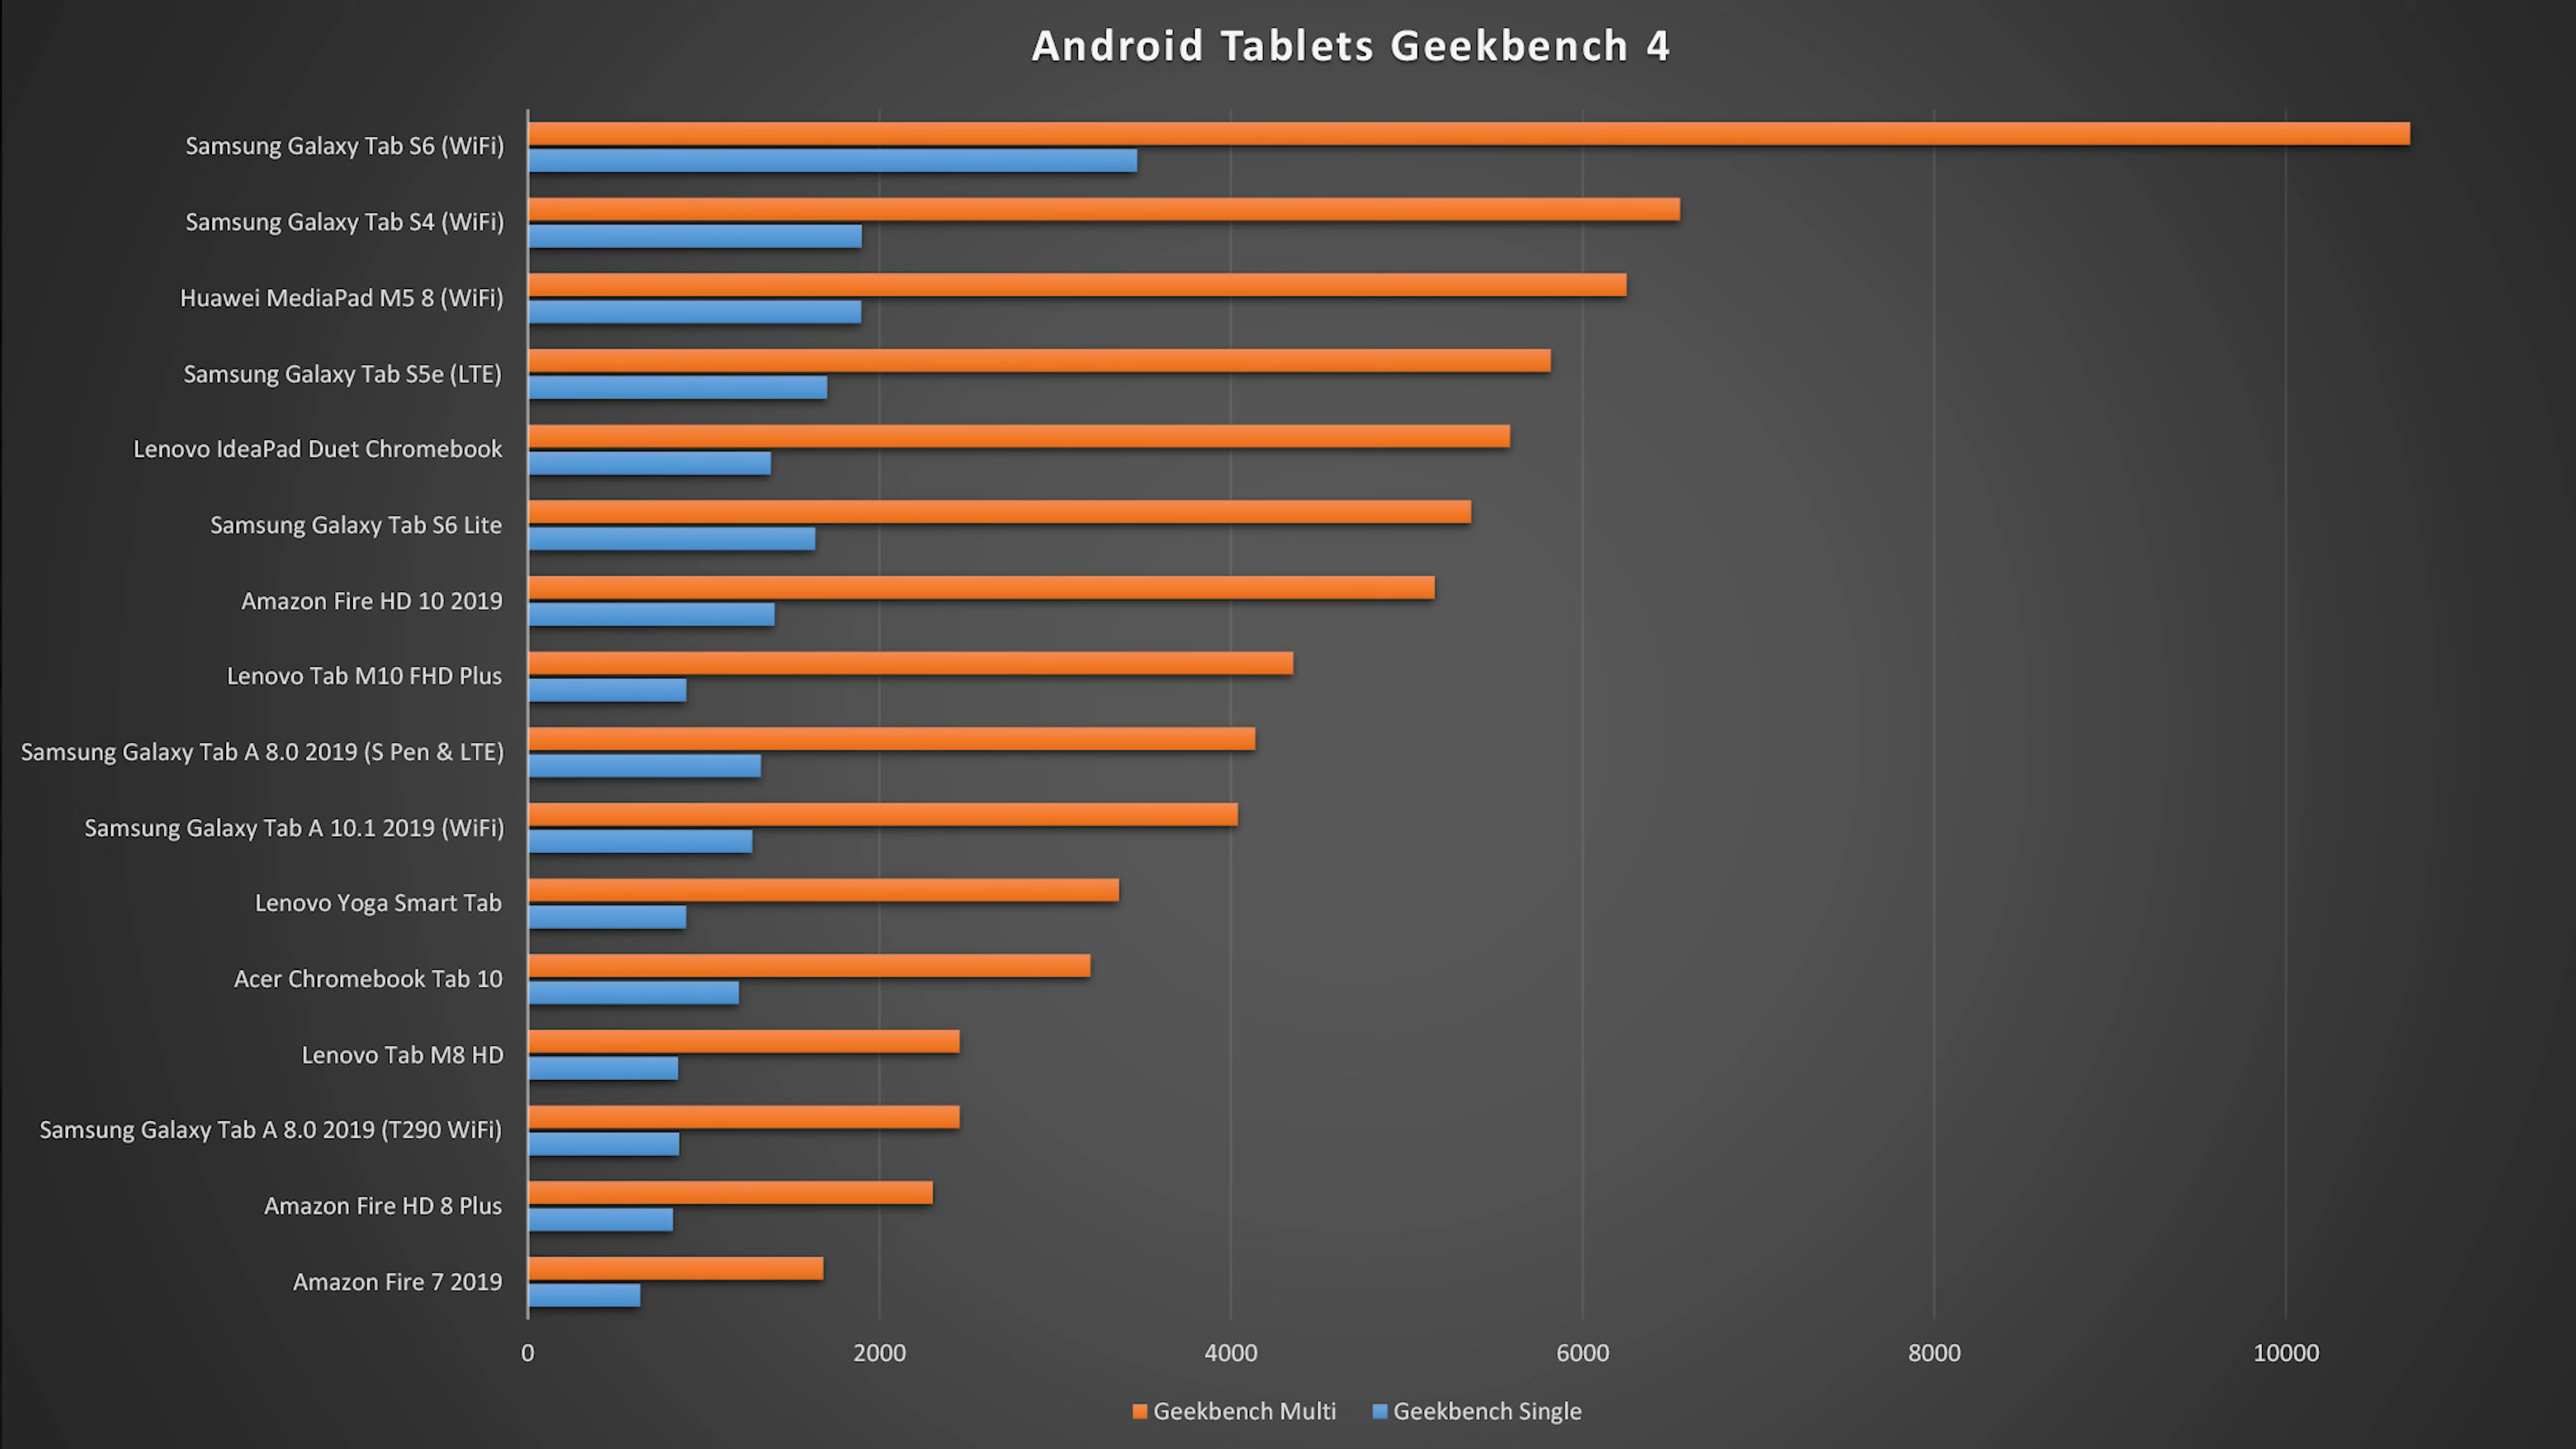 Android Tablets Geekbench 4
Samsung Galaxy Tab S6 (WiFi)
Samsung Galaxy Tab S4 (WiFi)
Huawei MediaPad M5 8 (WiFi)
Samsung Galaxy Tab S5e (LTE)
Lenovo IdeaPad Duet Chromebook
Samsung Galaxy Tab S6 Lite
Amazon Fire HD 10 2019
Lenovo Tab M10 FHD Plus
Samsung Galaxy Tab A 8.0 2019 (S Pen & LTE)
Samsung Galaxy Tab A 10.1 2019 (WiFi)
Lenovo Yoga Smart Tab
Acer Chromebook Tab 10
Lenovo Tab M8 HD
Samsung Galaxy Tab A 8.0 2019 (T290 WiFi)
Amazon Fire HD 8 Plus
Amazon Fire 7 2019
0 2000 4000 6000 8000 10000
Geekbench Multi Geekbench Single